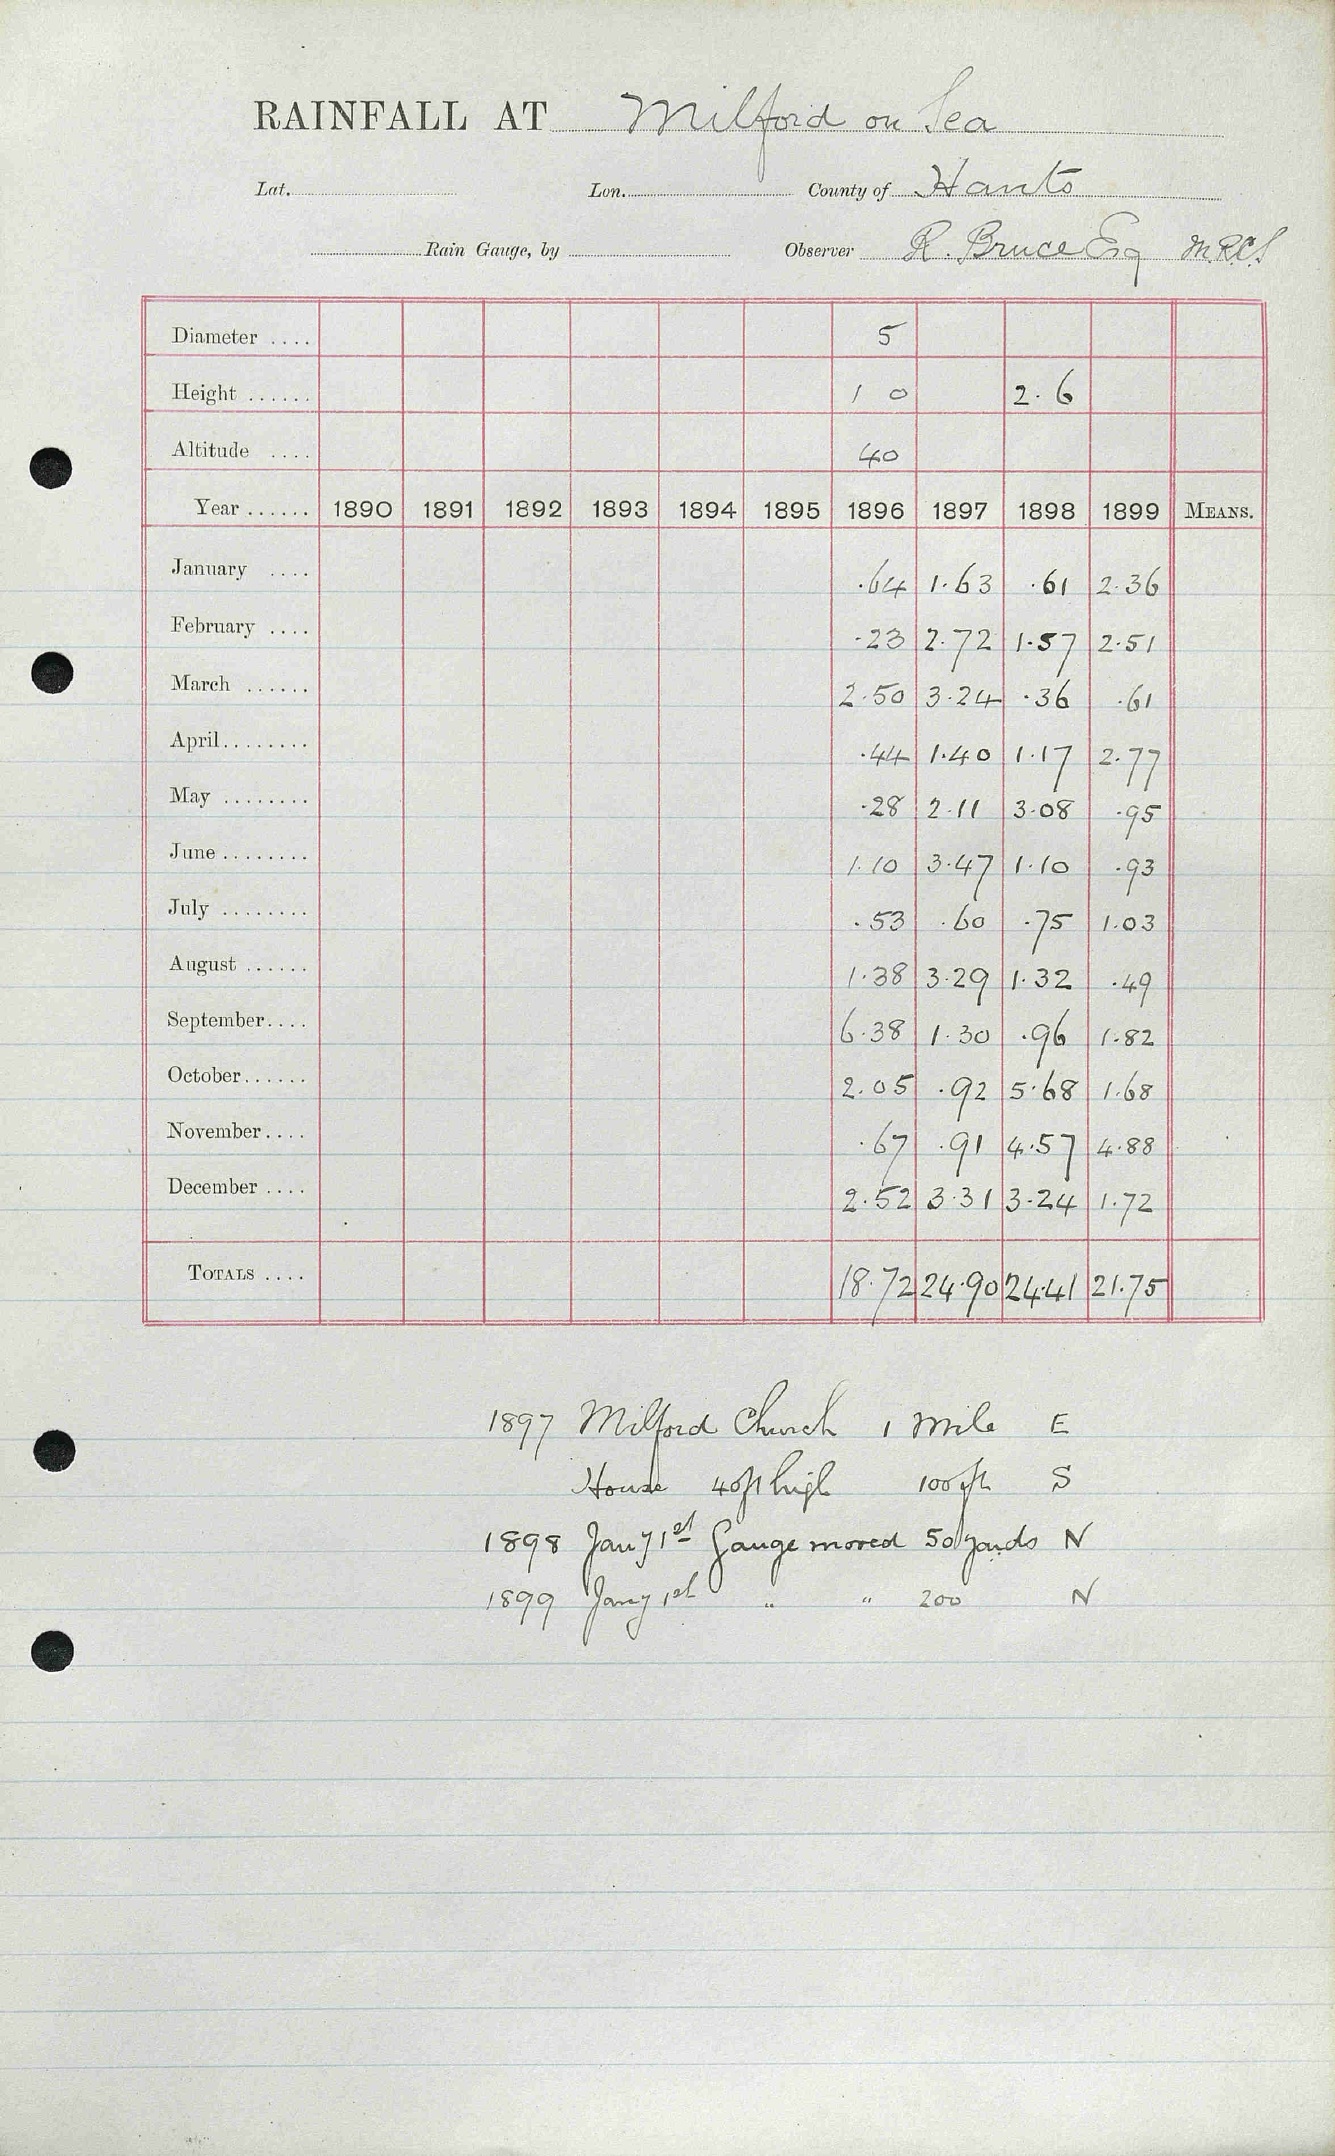 RAINFALL AT Milford on Sea
Lat. Lon. County of Hants
Rain Gauge, by Observer R. Bruce Esq M.R.C.S
Diameter .... 5
Height ...... 1 0 2. 6
Altitude .... 40
Year ...... 1890 1891 1892 1893 1894 1895 1896 1897 1898 1899 MEANS.
January .... .64 1.63 .61 2.36
February .... .23 2.72 1.57 2.51
March ...... 2.50 3.24 .36 .61
April........ .44 1.40 1.17 2.77
May ........ .28 2.11 3.08 .95
June ........ 1.10 3.47 1.10 .93
July ........ .53 .60 .75 1.03
August ...... 1.38 3.29 1.32 .49
September.... 6.38 1.30 .96 1.82
October...... 2.05 .92 5.68 1.68
November.... .67 .91 4.57 4.88
December .... 2.52 3.31 3.24 1.72
TOTALS .... 18.72 24.90 24.41 21.75
1897 Milford Church 1 Mile E
House 40ft high 100ft S
1898 Jany 1st Gauge moved 50 yards N
1899 Jany 1st " " 200 N